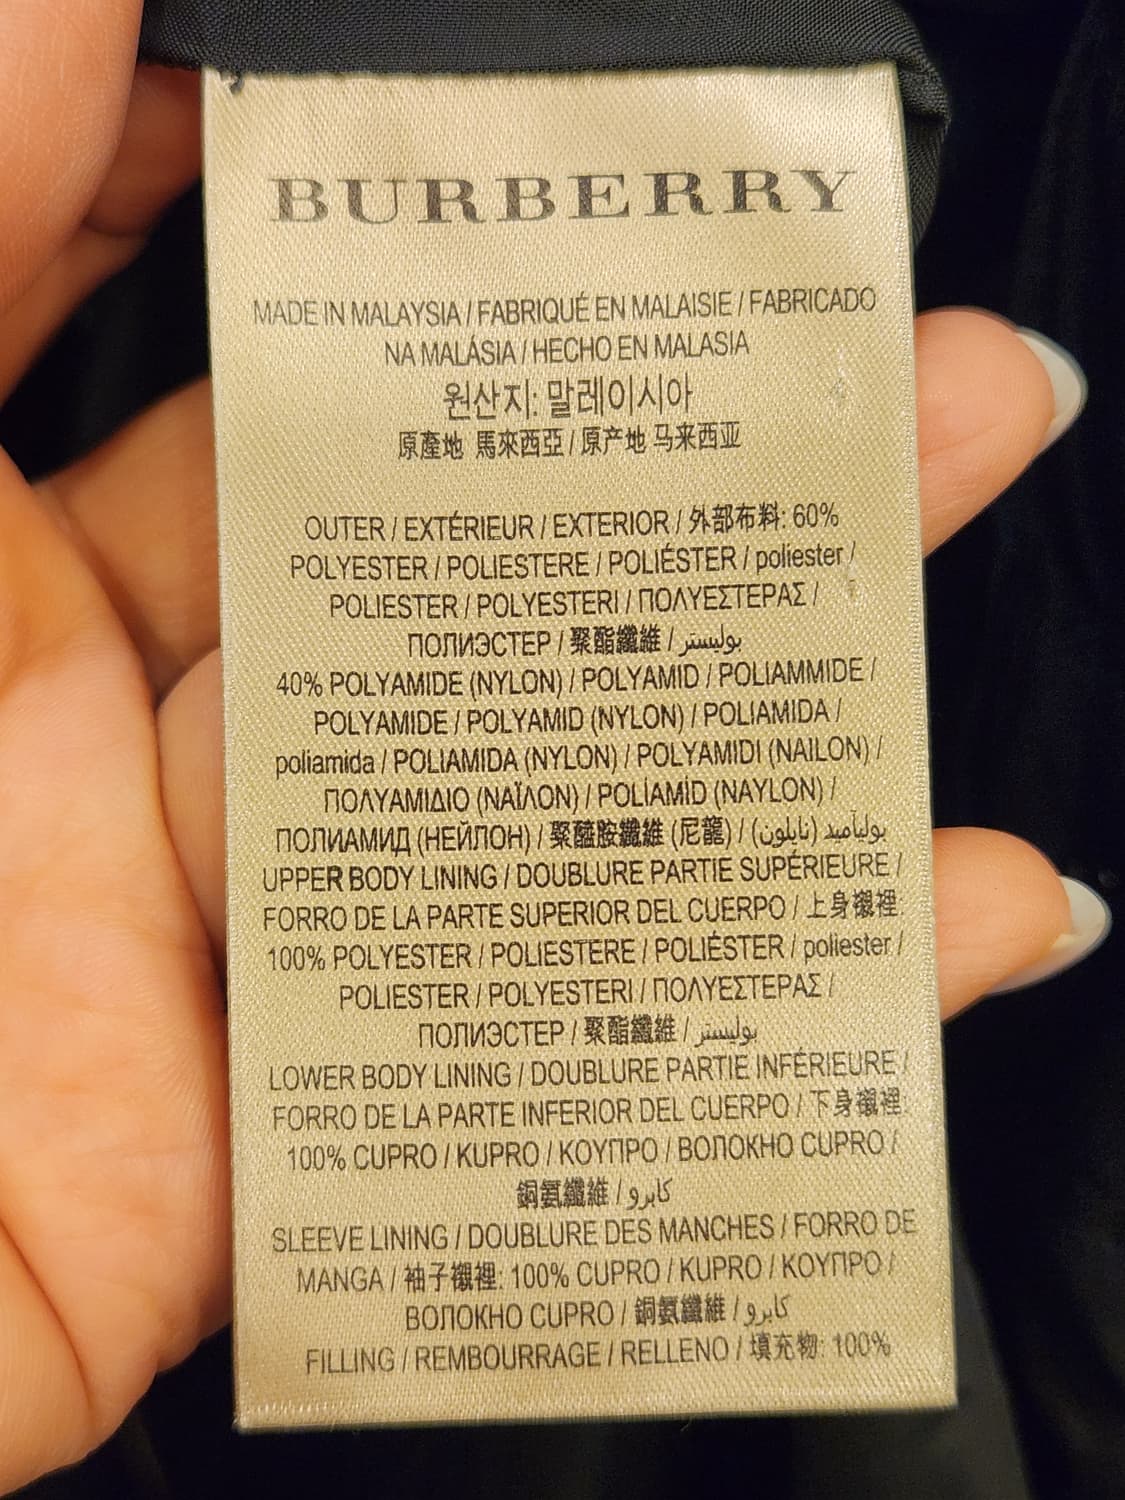 BURBERRY
MADE IN MALAYSIA / FABRIQUÉ EN MALAISIE / FABRICADO
NA MALÁSIA / HECHO EN MALASIA
원산지: 말레이시아
原產地 馬來西亞 / 原产地 马来西亚
OUTER / EXTÉRIEUR / EXTERIOR / 外部布料: 60%
POLYESTER / POLIESTERE / POLIÉSTER / poliester /
POLIESTER / POLYESTERI / ΠΟΛΥΕΣΤΕΡΑΣ /
ПОЛИЭСТЕР / 聚酯纖維 / بوليستر
40% POLYAMIDE (NYLON) / POLYAMID / POLIAMMIDE /
POLYAMIDE / POLYAMID (NYLON) / POLIAMIDA /
poliamida / POLIAMIDA (NYLON) / POLYAMIDI (NAILON) /
ΠΟΛΥΑΜΙΔΙΟ (ΝΑΪΛΟΝ) / POLİAMİD (NAYLON) /
ПОЛИАМИД (НЕЙЛОН) / 聚醯胺纖維 (尼龍) / بوليآميد (نايلون)
UPPER BODY LINING / DOUBLURE PARTIE SUPÉRIEURE /
FORRO DE LA PARTE SUPERIOR DEL CUERPO / 上身襯裡:
100% POLYESTER / POLIESTERE / POLIÉSTER / poliester /
POLIESTER / POLYESTERI / ΠΟΛΥΕΣΤΕΡΑΣ /
ПОЛИЭСТЕР / 聚酯纖維 / بوليستر
LOWER BODY LINING / DOUBLURE PARTIE INFÉRIEURE /
FORRO DE LA PARTE INFERIOR DEL CUERPO / 下身襯裡:
100% CUPRO / KUPRO / ΚΟΥΠΡΟ / ВОЛОКНО CUPRO /
銅氨纖維 / كابرو
SLEEVE LINING / DOUBLURE DES MANCHES / FORRO DE
MANGA / 袖子襯裡: 100% CUPRO / KUPRO / ΚΟΥΠΡΟ /
ВОЛОКНО CUPRO / 銅氨纖維 / كابرو
FILLING / REMBOURRAGE / RELLENO / 填充物: 100%